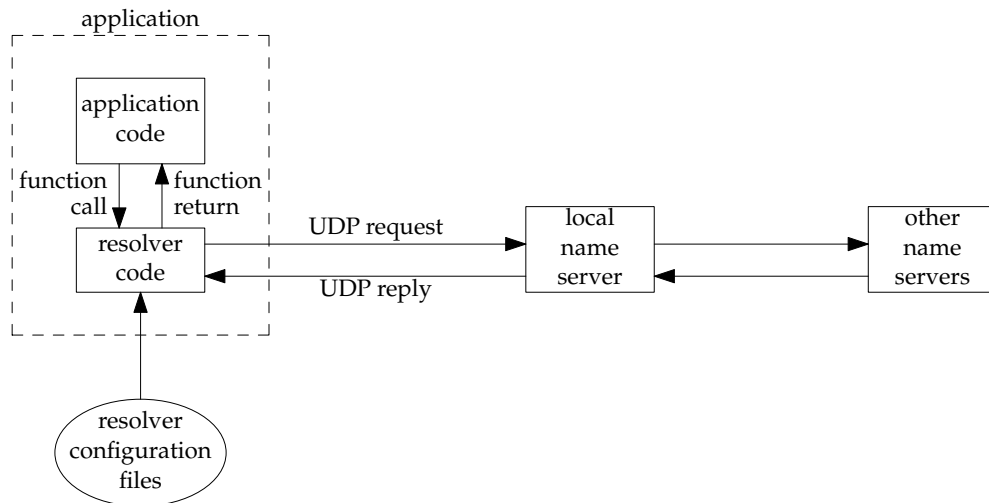 application
application
code
function
call
function
return
resolver
code
UDP request
UDP reply
local
name
server
other
name
servers
resolver
configuration
files